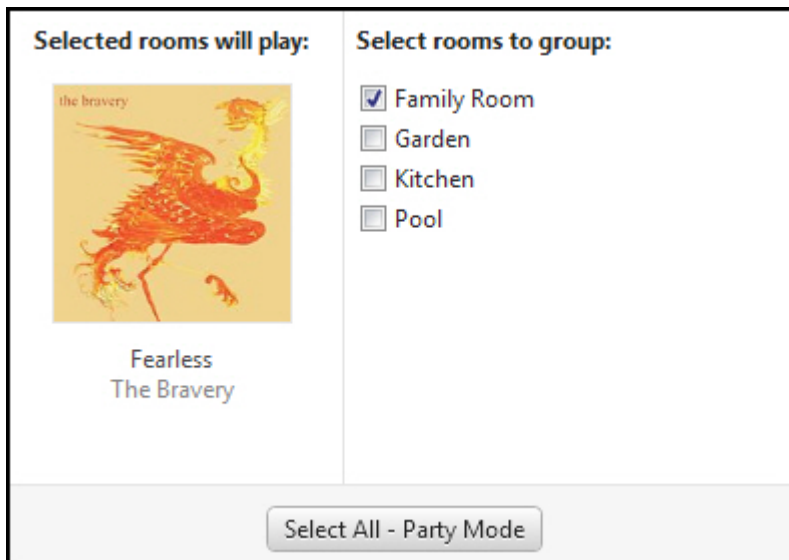 Selected rooms will play:
the bravery
Fearless
The Bravery
Select rooms to group:
Family Room
Garden
Kitchen
Pool
Select All - Party Mode